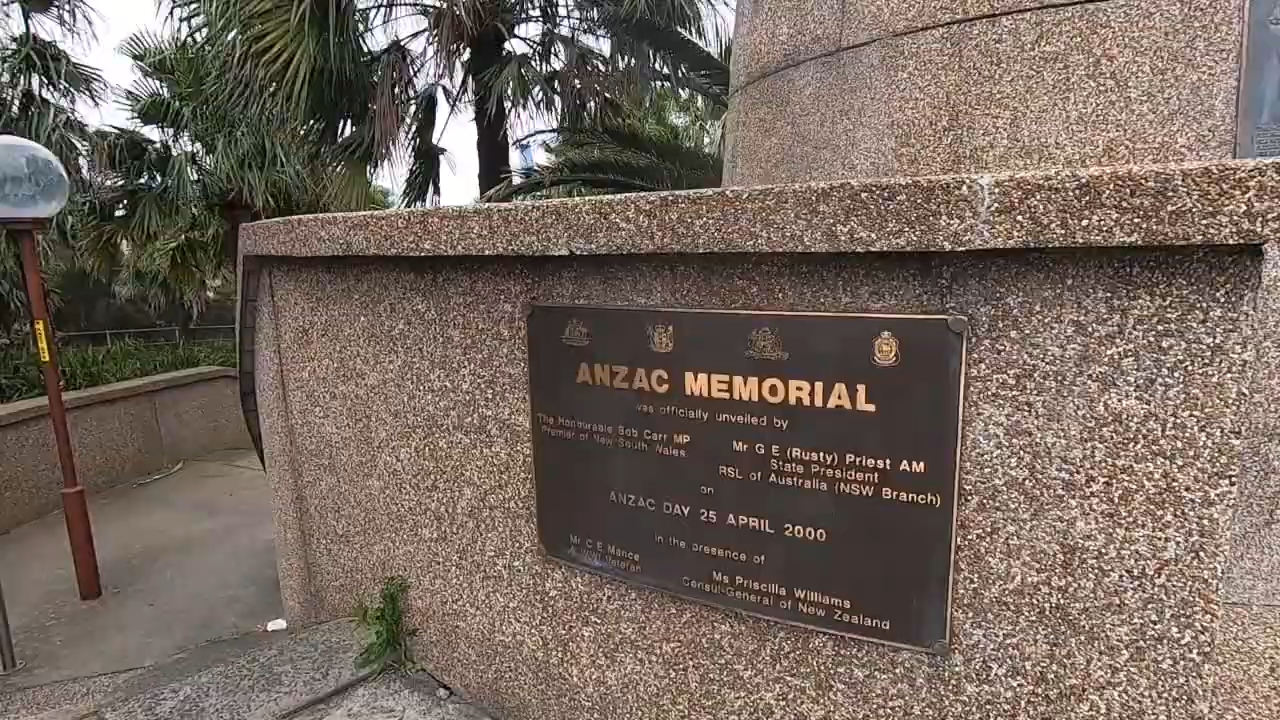 ANZAC MEMORIAL
was officially unveiled by
The Honourable Bob Carr MP
Premier of New South Wales
Mr G E (Rusty) Priest AM
State President
RSL of Australia (NSW Branch)
on
ANZAC DAY 25 APRIL 2000
in the presence of
Mr C E Mance
A WWI Veteran
Ms Priscilla Williams
Consul-General of New Zealand